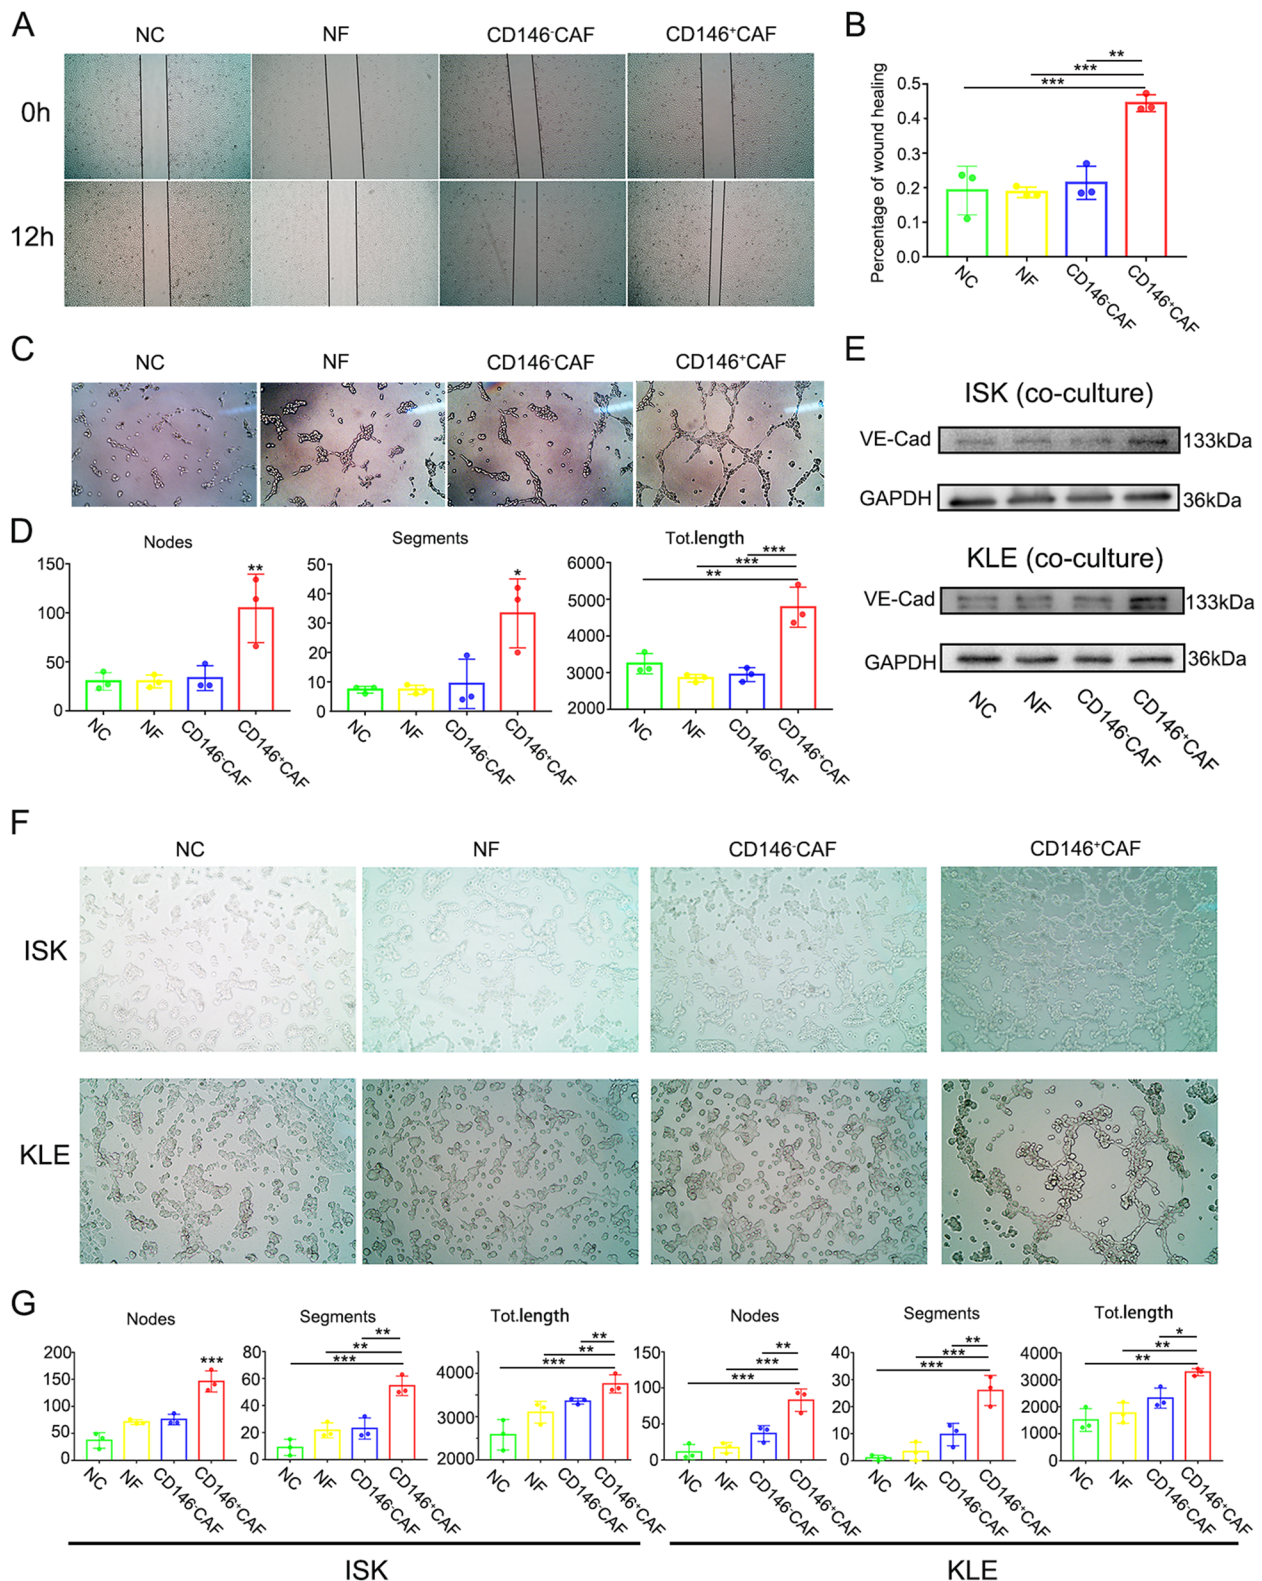 A
NC
NF
CD146-CAF
CD146+CAF
0h
12h
B
Percentage of wound healing
**
***
***
0.5
0.4
0.3
0.2
0.1
0.0
NC
NF
CD146-CAF
CD146+CAF
C
NC
NF
CD146-CAF
CD146+CAF
D
Nodes
150
100
50
0
**
NC
NF
CD146-CAF
CD146+CAF
Segments
50
40
30
20
10
0
*
NC
NF
CD146-CAF
CD146+CAF
Tot.length
***
***
**
6000
5000
4000
3000
2000
NC
NF
CD146-CAF
CD146+CAF
E
ISK (co-culture)
VE-Cad 133kDa
GAPDH 36kDa
KLE (co-culture)
VE-Cad 133kDa
GAPDH 36kDa
NC
NF
CD146-CAF
CD146+CAF
F
NC
NF
CD146-CAF
CD146+CAF
ISK
KLE
G
Nodes
200
150
100
50
0
***
NC
NF
CD146-CAF
CD146+CAF
Segments
**
**
***
80
60
40
20
0
NC
NF
CD146-CAF
CD146+CAF
Tot.length
**
**
***
4000
3000
2000
NC
NF
CD146-CAF
CD146+CAF
ISK
Nodes
**
***
***
150
100
50
0
NC
NF
CD146-CAF
CD146+CAF
Segments
**
***
***
40
30
20
10
0
NC
NF
CD146-CAF
CD146+CAF
Tot.length
*
**
**
4000
3000
2000
1000
0
NC
NF
CD146-CAF
CD146+CAF
KLE